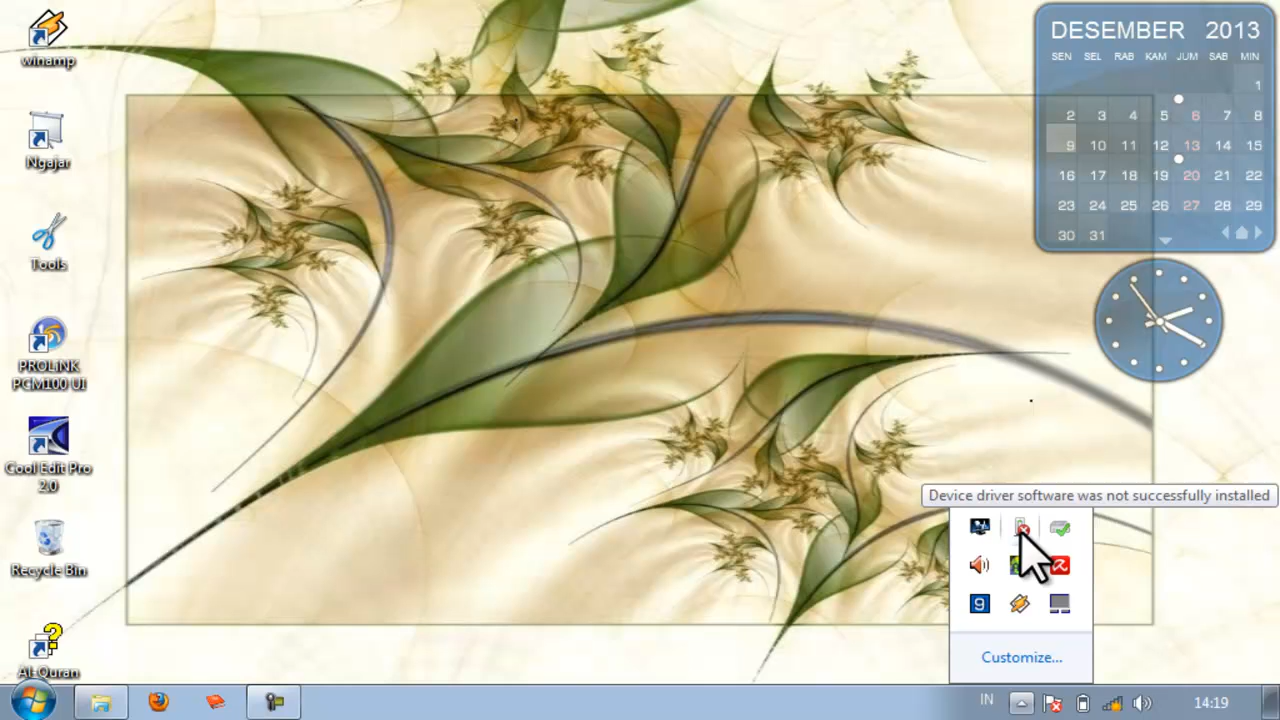 winamp
Ngajar
Tools
PROLiNK
PCM100 UI
Cool Edit Pro
2.0
Recycle Bin
Al-Quran
DESEMBER 2013
SEN SEL RAB KAM JUM SAB MIN
1
2 3 4 5 6 7 8
9 10 11 12 13 14 15
16 17 18 19 20 21 22
23 24 25 26 27 28 29
30 31
Device driver software was not successfully installed
9
Customize...
IN
14:19